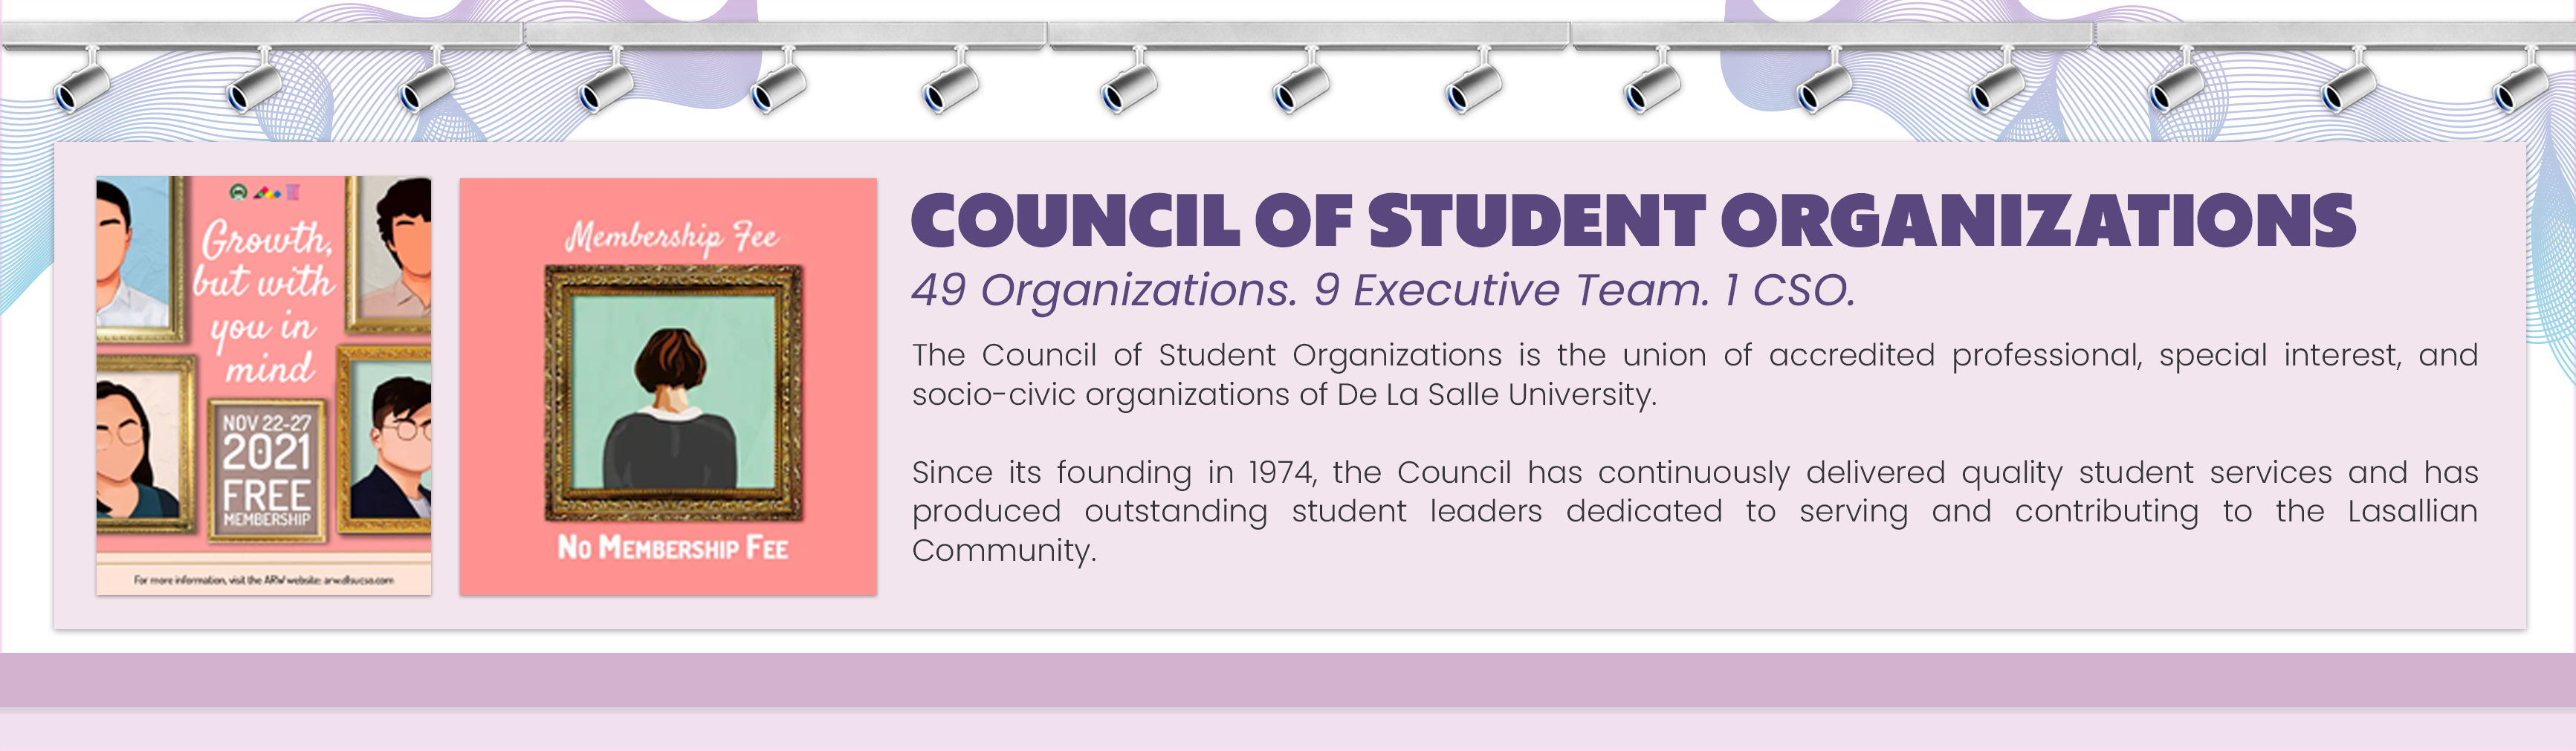 Growth,
but with
you in
mind
NOV 22-27
2021
FREE
MEMBERSHIP
For more information, visit the ARW website: arw.dlsucso.com
Membership Fee
NO MEMBERSHIP FEE
COUNCIL OF STUDENT ORGANIZATIONS
49 Organizations. 9 Executive Team. 1 CSO.
The Council of Student Organizations is the union of accredited professional, special interest, and
socio-civic organizations of De La Salle University.
Since its founding in 1974, the Council has continuously delivered quality student services and has
produced outstanding student leaders dedicated to serving and contributing to the Lasallian
Community.